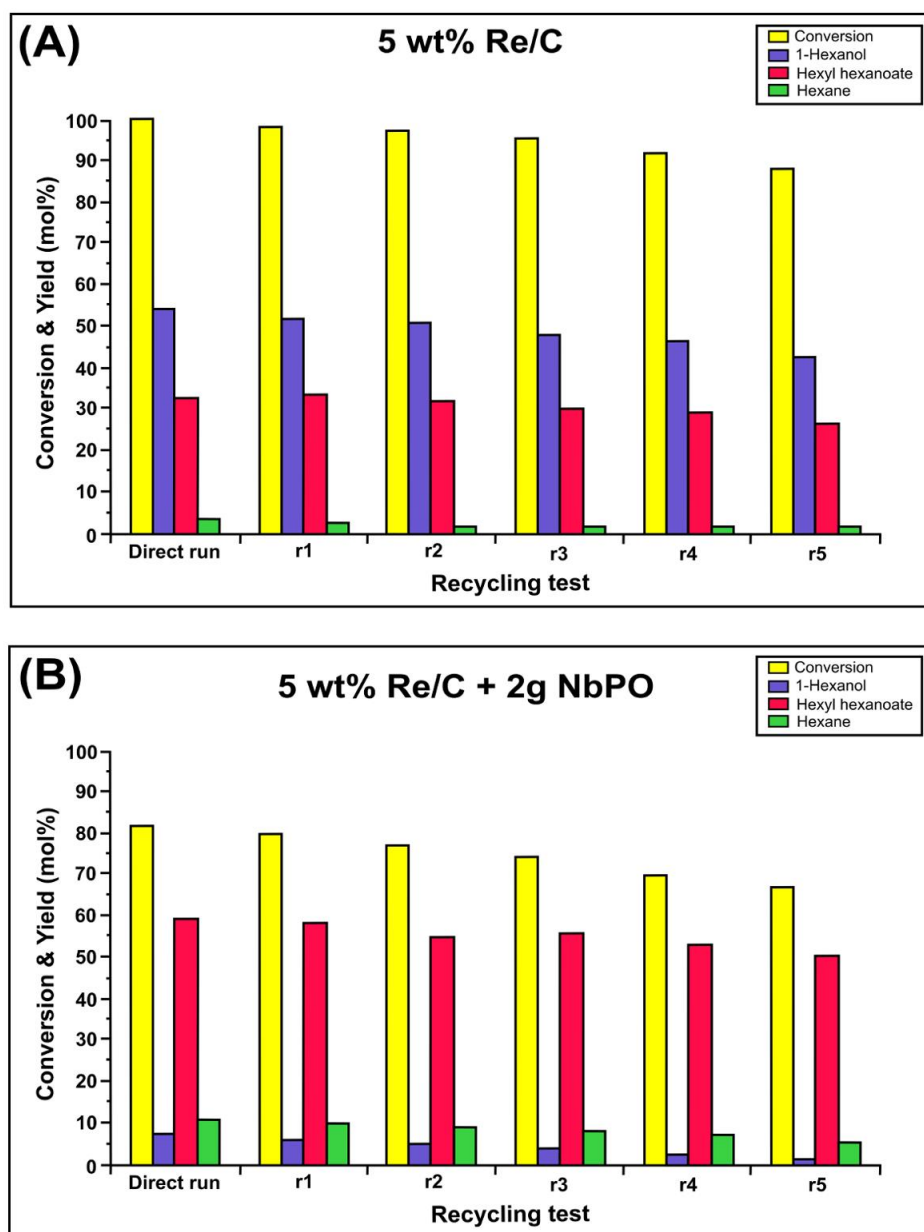 (A)
5 wt% Re/C
Conversion
1-Hexanol
Hexyl hexanoate
Hexane
Conversion & Yield (mol%)
100
90
80
70
60
50
40
30
20
10
0
Direct run r1 r2 r3 r4 r5
Recycling test
(B)
5 wt% Re/C + 2g NbPO
Conversion
1-Hexanol
Hexyl hexanoate
Hexane
Conversion & Yield (mol%)
100
90
80
70
60
50
40
30
20
10
0
Direct run r1 r2 r3 r4 r5
Recycling test